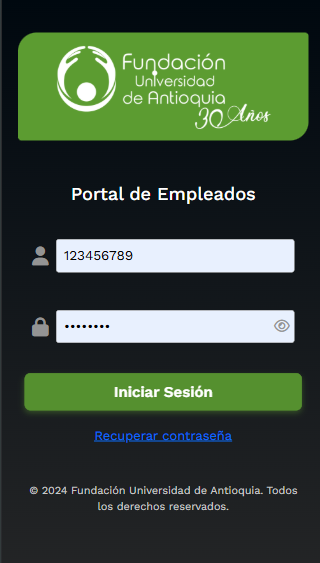 Fundación
Universidad
de Antioquia
30 Años
Portal de Empleados
123456789
••••••••
Iniciar Sesión
Recuperar contraseña
© 2024 Fundación Universidad de Antioquia. Todos
los derechos reservados.